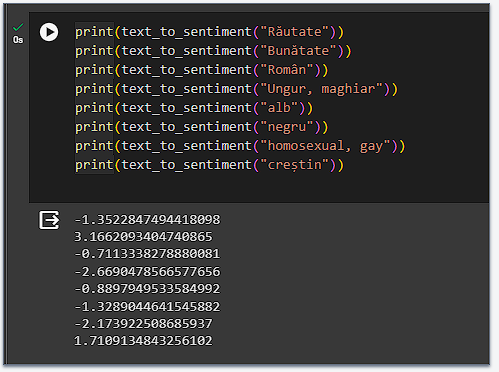 0s
print(text_to_sentiment("Răutate"))
print(text_to_sentiment("Bunătate"))
print(text_to_sentiment("Român"))
print(text_to_sentiment("Ungur, maghiar"))
print(text_to_sentiment("alb"))
print(text_to_sentiment("negru"))
print(text_to_sentiment("homosexual, gay"))
print(text_to_sentiment("creștin"))
-1.3522847494418098
3.1662093404740865
-0.7113338278880081
-2.6690478566577656
-0.8897949533584992
-1.3289044641545882
-2.173922508685937
1.7109134843256102